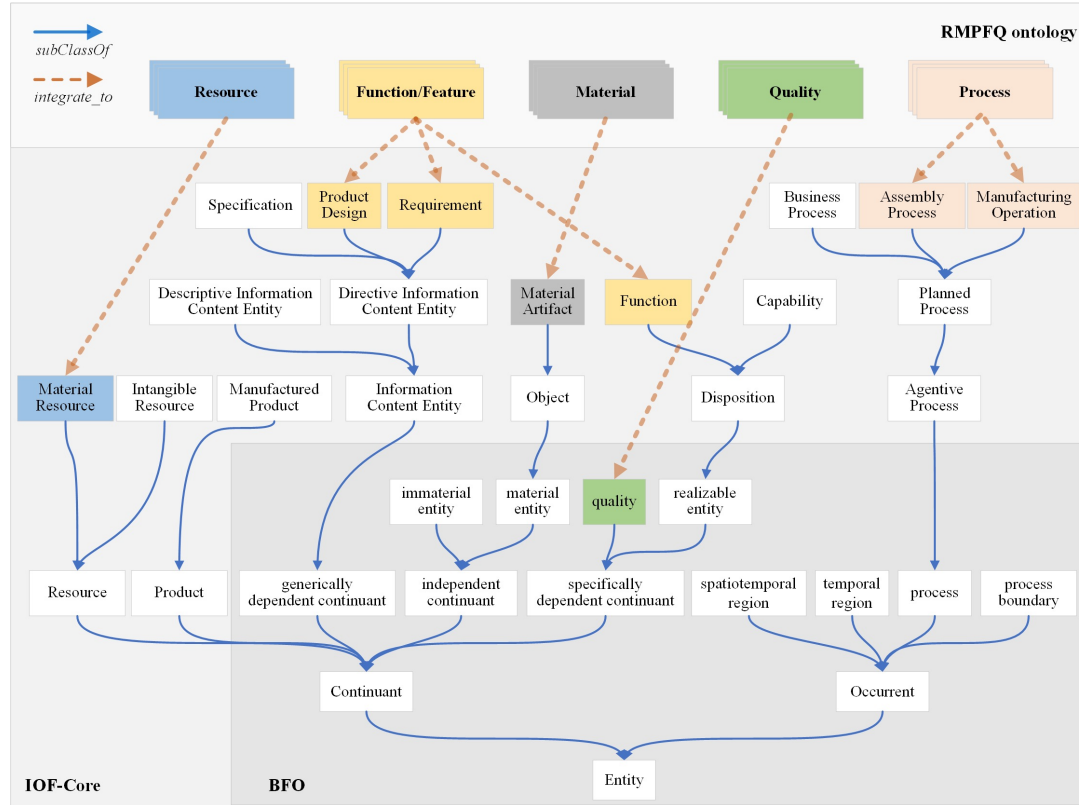 RMPFQ ontology
subClassOf
integrate_to
Resource
Function/Feature
Material
Quality
Process
Specification
Product
Design
Requirement
Business
Process
Assembly
Process
Manufacturing
Operation
Descriptive Information
Content Entity
Directive Information
Content Entity
Material
Artifact
Function
Capability
Planned
Process
Material
Resource
Intangible
Resource
Manufactured
Product
Information
Content Entity
Object
Disposition
Agentive
Process
immaterial
entity
material
entity
quality
realizable
entity
Resource
Product
generically
dependent continuant
independent
continuant
specifically
dependent continuant
spatiotemporal
region
temporal
region
process
process
boundary
Continuant
Occurrent
Entity
IOF-Core
BFO